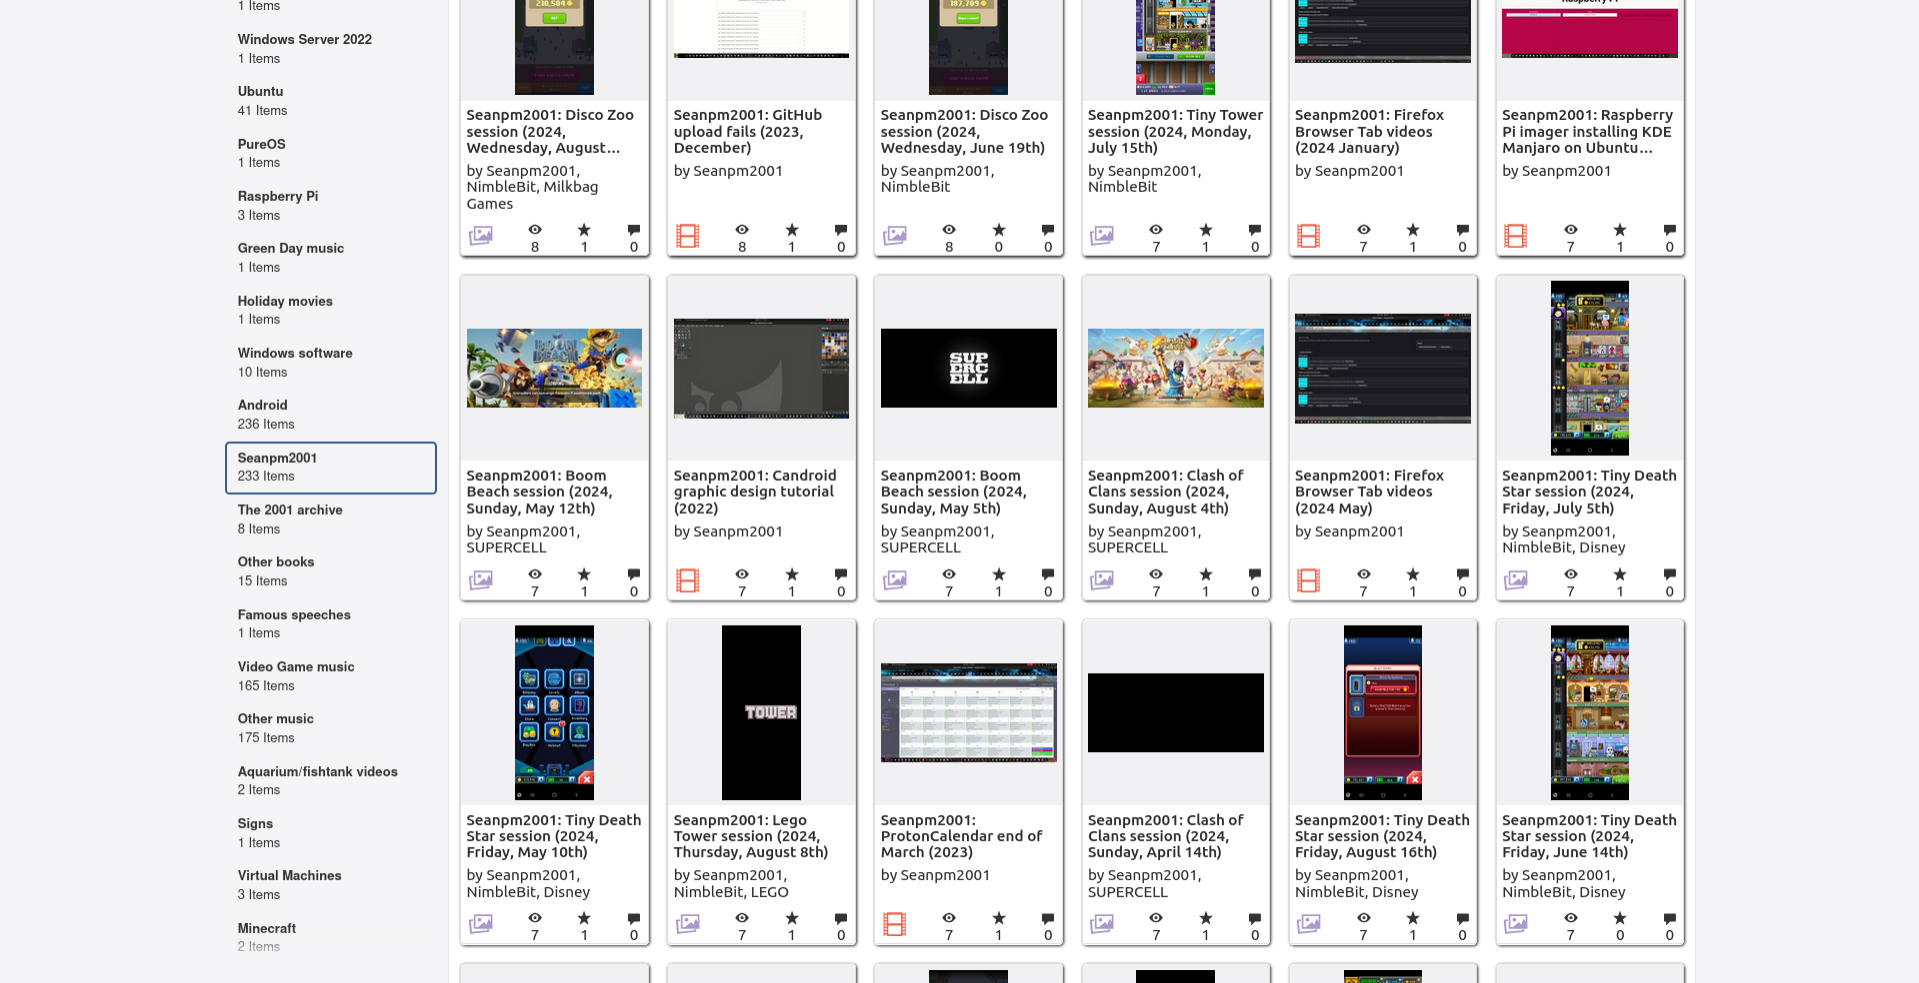 1 Items
Windows Server 2022
1 Items
Ubuntu
41 Items
PureOS
1 Items
Raspberry Pi
3 Items
Green Day music
1 Items
Holiday movies
1 Items
Windows software
10 Items
Android
236 Items
Seanpm2001
233 Items
The 2001 archive
8 Items
Other books
15 Items
Famous speeches
1 Items
Video Game music
165 Items
Other music
175 Items
Aquarium/fishtank videos
2 Items
Signs
1 Items
Virtual Machines
3 Items
Minecraft
2 Items
210,504
Seanpm2001: Disco Zoo
session (2024,
Wednesday, August...
by Seanpm2001,
NimbleBit, Milkbag
Games
8 1 0
Seanpm2001: GitHub
upload fails (2023,
December)
by Seanpm2001
8 1 0
187,709
Seanpm2001: Disco Zoo
session (2024,
Wednesday, June 19th)
by Seanpm2001,
NimbleBit
8 0 0
Seanpm2001: Tiny Tower
session (2024, Monday,
July 15th)
by Seanpm2001,
NimbleBit
7 1 0
Seanpm2001: Firefox
Browser Tab videos
(2024 January)
by Seanpm2001
7 1 0
Seanpm2001: Raspberry
Pi imager installing KDE
Manjaro on Ubuntu...
by Seanpm2001
7 1 0
BOOM
BEACH
Seanpm2001: Boom
Beach session (2024,
Sunday, May 12th)
by Seanpm2001,
SUPERCELL
7 1 0
Seanpm2001: Candroid
graphic design tutorial
(2022)
by Seanpm2001
7 1 0
SUP
ERC
ELL
Seanpm2001: Boom
Beach session (2024,
Sunday, May 5th)
by Seanpm2001,
SUPERCELL
7 1 0
Seanpm2001: Clash of
Clans session (2024,
Sunday, August 4th)
by Seanpm2001,
SUPERCELL
7 1 0
Seanpm2001: Firefox
Browser Tab videos
(2024 May)
by Seanpm2001
7 1 0
Seanpm2001: Tiny Death
Star session (2024,
Friday, July 5th)
by Seanpm2001,
NimbleBit, Disney
7 1 0
Seanpm2001: Tiny Death
Star session (2024,
Friday, May 10th)
by Seanpm2001,
NimbleBit, Disney
7 1 0
TOWER
Seanpm2001: Lego
Tower session (2024,
Thursday, August 8th)
by Seanpm2001,
NimbleBit, LEGO
7 1 0
Seanpm2001:
ProtonCalendar end of
March (2023)
by Seanpm2001
7 1 0
Seanpm2001: Clash of
Clans session (2024,
Sunday, April 14th)
by Seanpm2001,
SUPERCELL
7 1 0
Seanpm2001: Tiny Death
Star session (2024,
Friday, August 16th)
by Seanpm2001,
NimbleBit, Disney
7 1 0
Seanpm2001: Tiny Death
Star session (2024,
Friday, June 14th)
by Seanpm2001,
NimbleBit, Disney
7 0 0